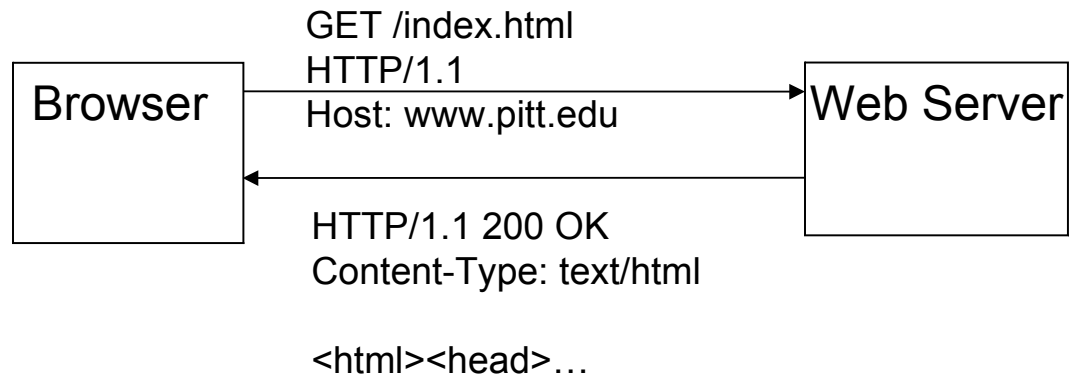 GET /index.html
HTTP/1.1
Host: www.pitt.edu
Browser
Web Server
HTTP/1.1 200 OK
Content-Type: text/html
<html><head>…